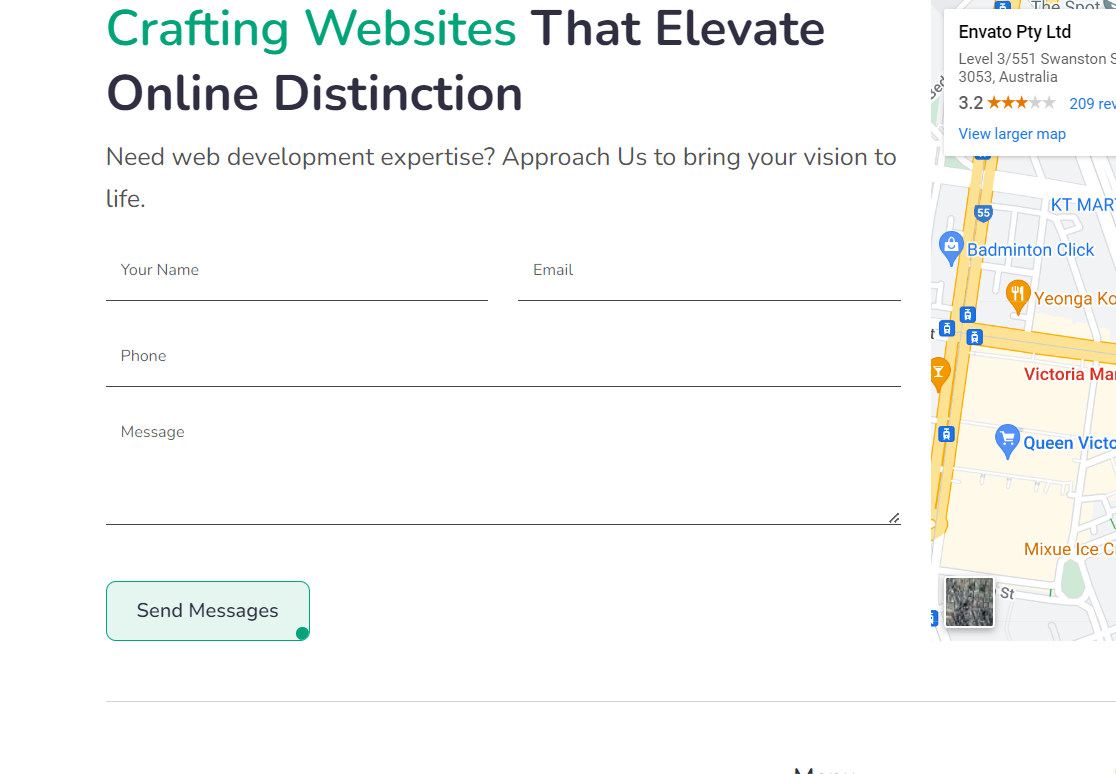 Crafting Websites That Elevate
Online Distinction
Need web development expertise? Approach Us to bring your vision to
life.
Your Name
Email
Phone
Message
Send Messages
The Spot
Envato Pty Ltd
Level 3/551 Swanston S
3053, Australia
3.2
209 rev
View larger map
55
KT MAR
Badminton Click
Yeonga Ko
Victoria Mar
Queen Victo
Mixue Ice C
St